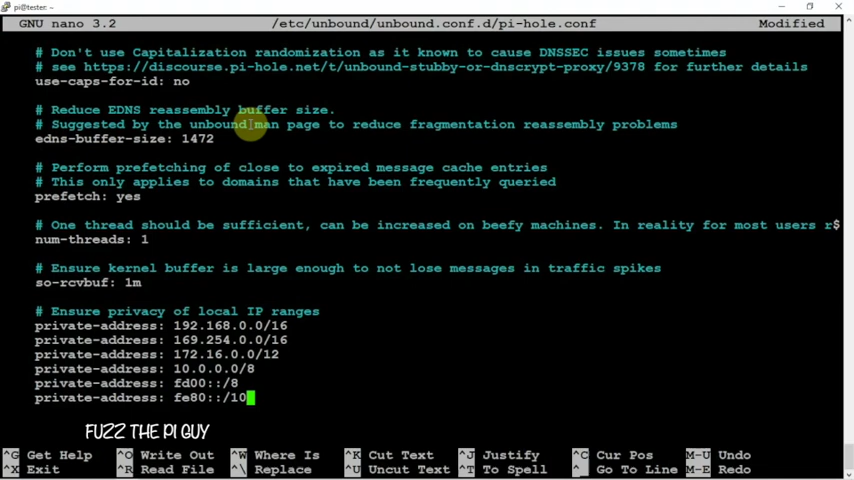 pi@tester: ~
GNU nano 3.2 /etc/unbound/unbound.conf.d/pi-hole.conf Modified
# Don't use Capitalization randomization as it known to cause DNSSEC issues sometimes
# see https://discourse.pi-hole.net/t/unbound-stubby-or-dnscrypt-proxy/9378 for further details
use-caps-for-id: no
# Reduce EDNS reassembly buffer size.
# Suggested by the unbound man page to reduce fragmentation reassembly problems
edns-buffer-size: 1472
# Perform prefetching of close to expired message cache entries
# This only applies to domains that have been frequently queried
prefetch: yes
# One thread should be sufficient, can be increased on beefy machines. In reality for most users r$
num-threads: 1
# Ensure kernel buffer is large enough to not lose messages in traffic spikes
so-rcvbuf: 1m
# Ensure privacy of local IP ranges
private-address: 192.168.0.0/16
private-address: 169.254.0.0/16
private-address: 172.16.0.0/12
private-address: 10.0.0.0/8
private-address: fd00::/8
private-address: fe80::/10
FUZZ THE PI GUY
^G Get Help ^O Write Out ^W Where Is ^K Cut Text ^J Justify ^C Cur Pos M-U Undo
^X Exit ^R Read File ^\ Replace ^U Uncut Text ^T To Spell ^_ Go To Line M-E Redo